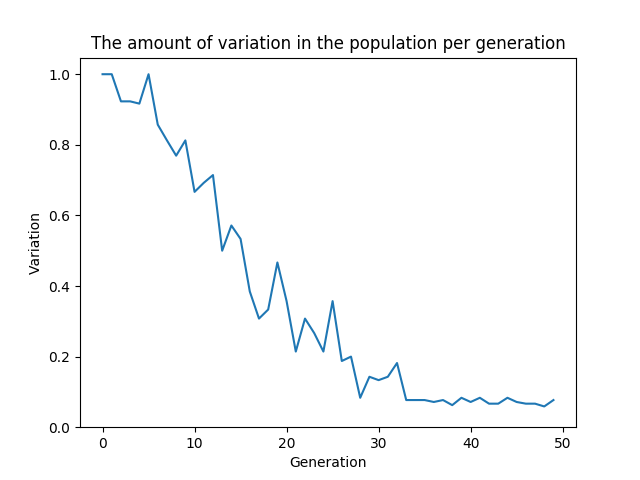 The amount of variation in the population per generation
1.0
0.8
0.6
0.4
0.2
0.0
Variation
0 10 20 30 40 50
Generation